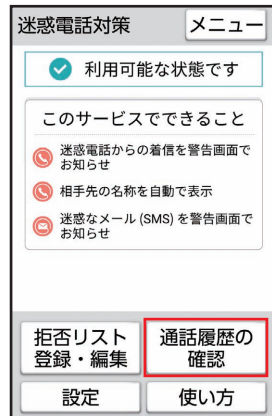 迷惑電話対策
メニュー
利用可能な状態です
このサービスでできること
迷惑電話からの着信を警告画面で
お知らせ
相手先の名称を自動で表示
迷惑なメール (SMS) を警告画面で
お知らせ
拒否リスト
登録・編集
通話履歴の
確認
設定
使い方